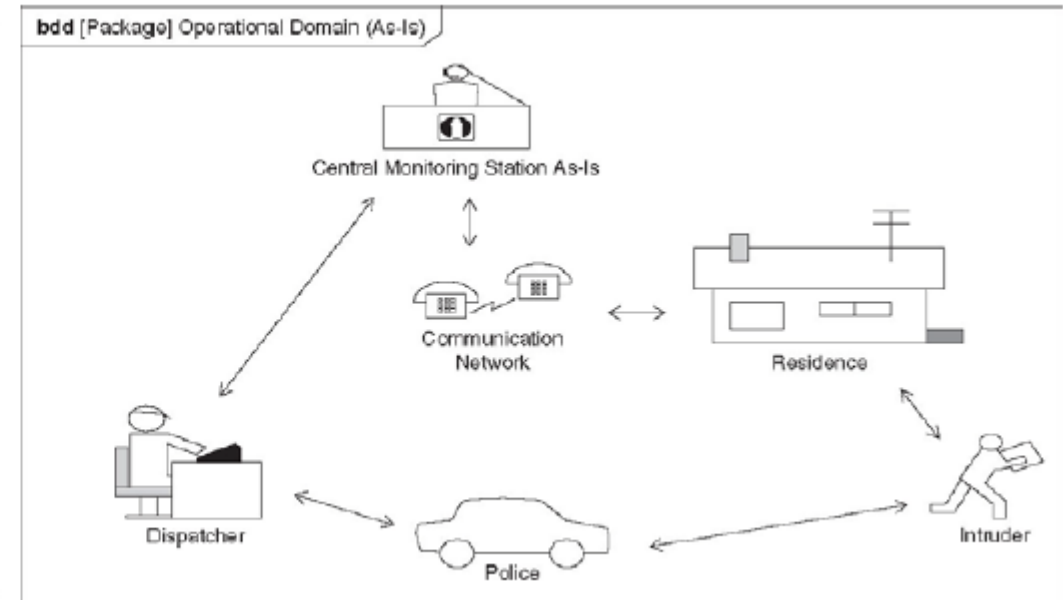 bdd [Package] Operational Domain (As-Is)
Central Monitoring Station As-Is
Communication
Network
Residence
Dispatcher
Police
Intruder